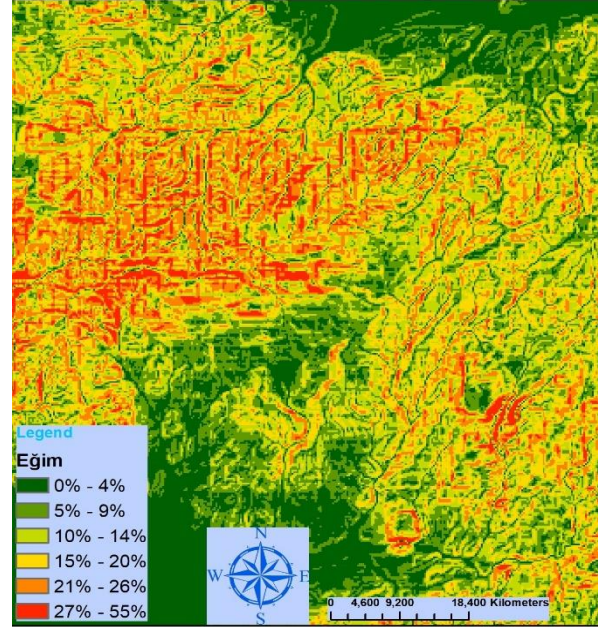 Legend
Eğim
0% - 4%
5% - 9%
10% - 14%
15% - 20%
21% - 26%
27% - 55%
N
W E
S
0 4,600 9,200 18,400 Kilometers